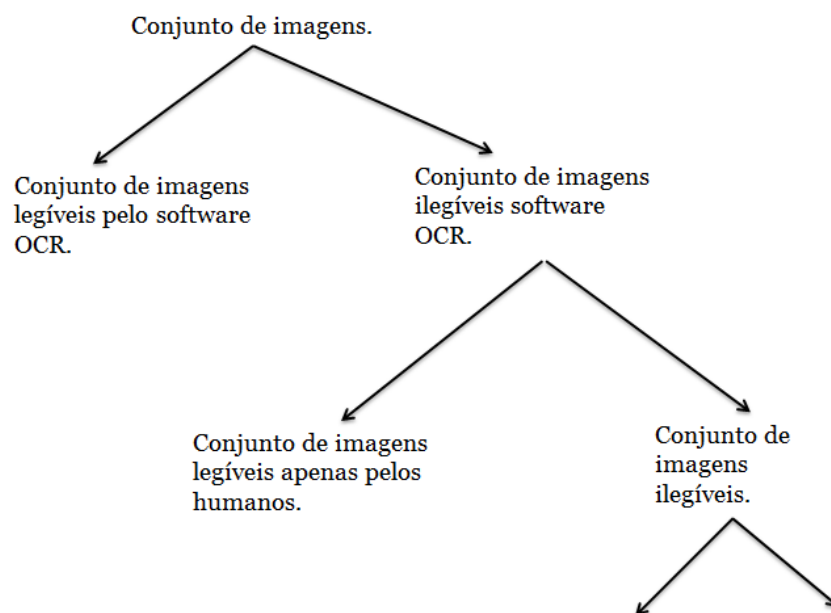 Conjunto de imagens.
Conjunto de imagens
legíveis pelo software
OCR.
Conjunto de imagens
ilegíveis software
OCR.
Conjunto de imagens
legíveis apenas pelos
humanos.
Conjunto de
imagens
ilegíveis.